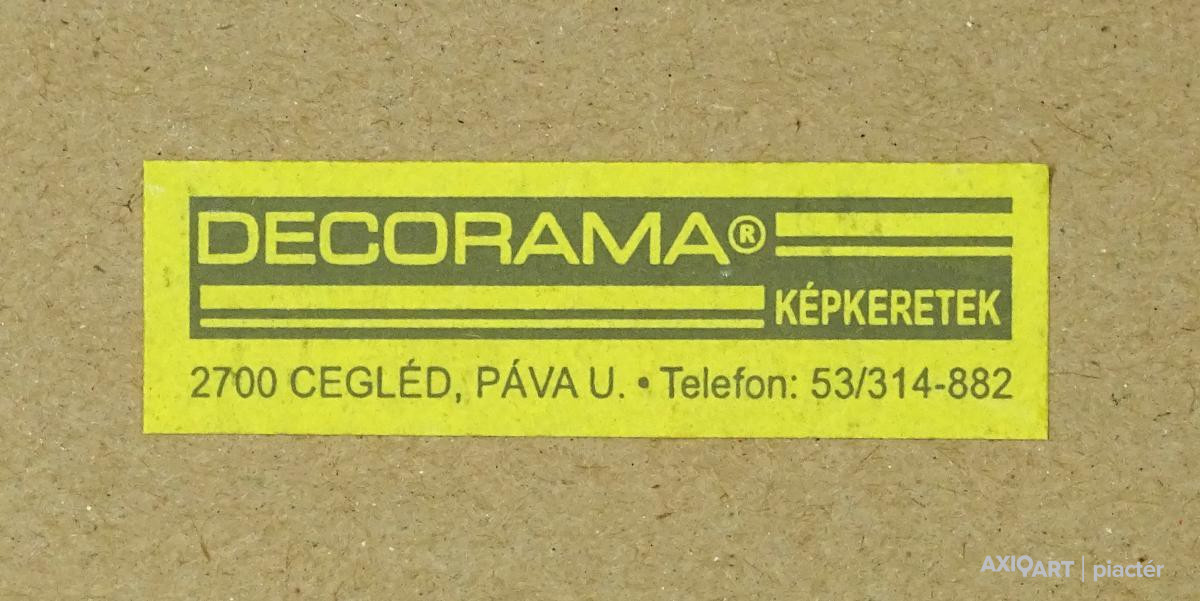 DECORAMA®
KÉPKERETEK
2700 CEGLÉD, PÁVA U. • Telefon: 53/314-882
AXIOART | piactér